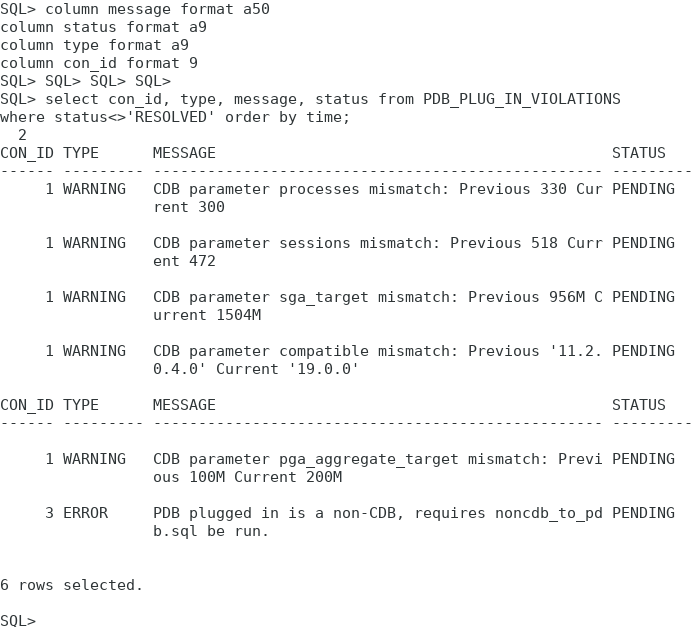 SQL> column message format a50
column status format a9
column type format a9
column con_id format 9
SQL> SQL> SQL> SQL>
SQL> select con_id, type, message, status from PDB_PLUG_IN_VIOLATIONS
where status<>'RESOLVED' order by time;
  2
CON_ID TYPE      MESSAGE                                            STATUS
------ --------- -------------------------------------------------- ---------
     1 WARNING   CDB parameter processes mismatch: Previous 330 Cur PENDING
                 rent 300

     1 WARNING   CDB parameter sessions mismatch: Previous 518 Curr PENDING
                 ent 472

     1 WARNING   CDB parameter sga_target mismatch: Previous 956M C PENDING
                 urrent 1504M

     1 WARNING   CDB parameter compatible mismatch: Previous '11.2. PENDING
                 0.4.0' Current '19.0.0'

CON_ID TYPE      MESSAGE                                            STATUS
------ --------- -------------------------------------------------- ---------

     1 WARNING   CDB parameter pga_aggregate_target mismatch: Previ PENDING
                 ous 100M Current 200M

     3 ERROR     PDB plugged in is a non-CDB, requires noncdb_to_pd PENDING
                 b.sql be run.


6 rows selected.

SQL>